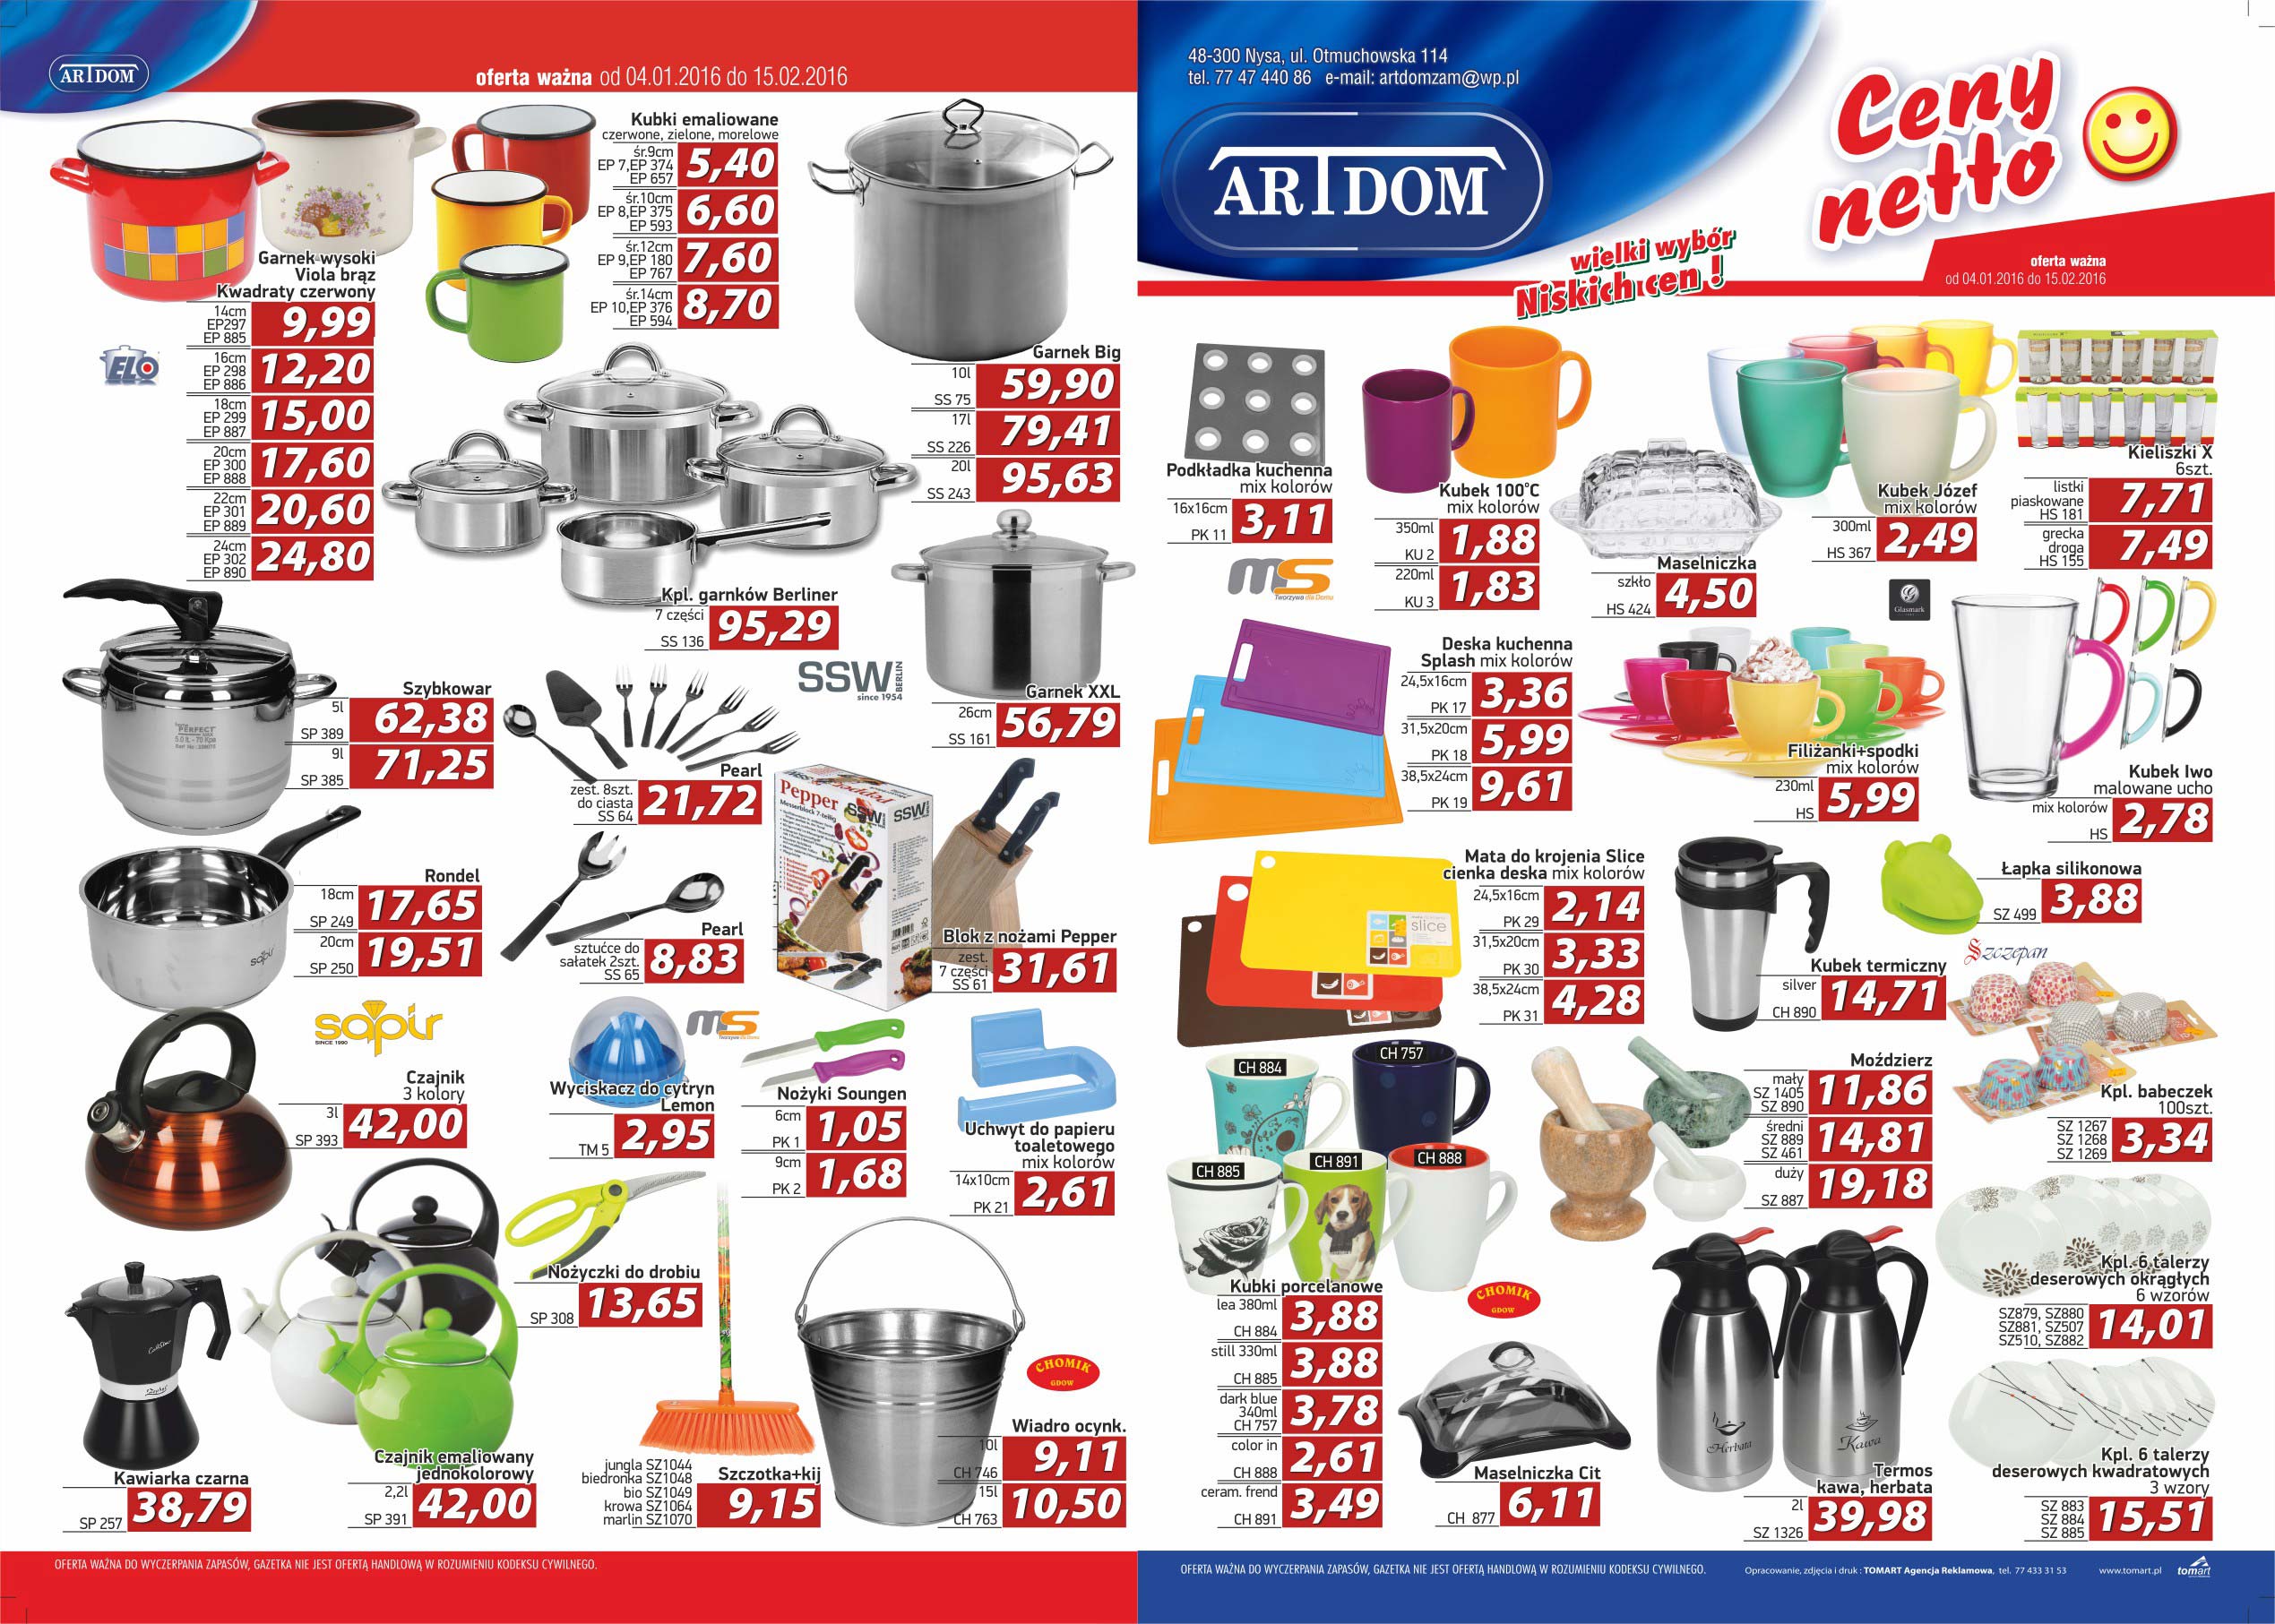 ARTDOM
oferta ważna od 04.01.2016 do 15.02.2016
Kubki emaliowane
czerwone, zielone, morelowe
śr.9cm
EP 7,EP 374
EP 657
5,40
śr.10cm
EP 8,EP 375
EP 593
6,60
śr.12cm
EP 9,EP 180
EP 767
7,60
śr.14cm
EP 10,EP 376
EP 594
8,70
Garnek wysoki
Viola brąz
Kwadraty czerwony
14cm
EP297
EP 885
9,99
16cm
EP 298
EP 886
12,20
18cm
EP 299
EP 887
15,00
20cm
EP 300
EP 888
17,60
22cm
EP 301
EP 889
20,60
24cm
EP 302
EP 890
24,80
ELO
Garnek Big
10l
SS 75
59,90
17l
SS 226
79,41
20l
SS 243
95,63
Kpl. garnków Berliner
7 części
SS 136
95,29
SSW BERLIN
since 1954
Garnek XXL
26cm
SS 161
56,79
PERFECT
Szybkowar
5l
SP 389
62,38
9l
SP 385
71,25
Pearl
zest. 8szt.
do ciasta
SS 64
21,72
Rondel
18cm
SP 249
17,65
20cm
SP 250
19,51
sapir
sapir
SINCE 1990
Pearl
sztućce do
sałatek 2szt.
SS 65
8,83
Pepper
Messerblock 7-teilig
SSW
SSW
Blok z nożami Pepper
zest.
7 części
SS 61
31,61
Czajnik
3 kolory
3l
SP 393
42,00
ms
Tworzywa dla Domu
Wyciskacz do cytryn
Lemon
TM 5
2,95
Nożyki Soungen
6cm
PK 1
1,05
9cm
PK 2
1,68
Uchwyt do papieru
toaletowego
mix kolorów
14x10cm
PK 21
2,61
Nożyczki do drobiu
SP 308
13,65
Kawiarka czarna
SP 257
38,79
Czajnik emaliowany
jednokolorowy
2,2l
SP 391
42,00
jungla SZ1044
biedronka SZ1048
bio SZ1049
krowa SZ1064
marlin SZ1070
Szczotka+kij
9,15
CHOMIK
GDOW
Wiadro ocynk.
10l
CH 746
9,11
15l
CH 763
10,50
OFERTA WAŻNA DO WYCZERPANIA ZAPASÓW, GAZETKA NIE JEST OFERTĄ HANDLOWĄ W ROZUMIENIU KODEKSU CYWILNEGO.
48-300 Nysa, ul. Otmuchowska 114
tel. 77 47 440 86 e-mail: artdomzam@wp.pl
ARTDOM
Ceny
netto
wielki wybór
Niskich cen !
oferta ważna
od 04.01.2016 do 15.02.2016
Podkładka kuchenna
mix kolorów
16x16cm
PK 11
3,11
ms
Tworzywa dla Domu
Kubek 100°C
mix kolorów
350ml
KU 2
1,88
220ml
KU 3
1,83
Maselniczka
szkło
HS 424
4,50
Kubek Józef
mix kolorów
300ml
HS 367
2,49
Glasmark
Kieliszki X
6szt.
listki
piaskowane
HS 181
7,71
grecka
droga
HS 155
7,49
Deska kuchenna
Splash mix kolorów
24,5x16cm
PK 17
3,36
31,5x20cm
PK 18
5,99
38,5x24cm
PK 19
9,61
Filiżanki+spodki
mix kolorów
230ml
HS
5,99
Kubek Iwo
malowane ucho
mix kolorów
HS
2,78
slice
Mata do krojenia Slice
cienka deska mix kolorów
24,5x16cm
PK 29
2,14
31,5x20cm
PK 30
3,33
38,5x24cm
PK 31
4,28
Kubek termiczny
silver
CH 890
14,71
Łapka silikonowa
SZ 499
3,88
Szczepan
CH 884
CH 757
CH 885
CH 891
CH 888
Moździerz
mały
SZ 1405
SZ 890
11,86
średni
SZ 889
SZ 461
14,81
duży
SZ 887
19,18
Kpl. babeczek
100szt.
SZ 1267
SZ 1268
SZ 1269
3,34
Kubki porcelanowe
lea 380ml
CH 884
3,88
still 330ml
CH 885
3,88
dark blue
340ml
CH 757
3,78
color in
CH 888
2,61
ceram. frend
CH 891
3,49
CHOMIK
GDOW
Maselniczka Cit
CH 877
6,11
Herbata
Kawa
Termos
kawa, herbata
2l
SZ 1326
39,98
Kpl. 6 talerzy
deserowych okrągłych
6 wzorów
SZ879, SZ880
SZ881, SZ507
SZ510, SZ882
14,01
Kpl. 6 talerzy
deserowych kwadratowych
3 wzory
SZ 883
SZ 884
SZ 885
15,51
OFERTA WAŻNA DO WYCZERPANIA ZAPASÓW, GAZETKA NIE JEST OFERTĄ HANDLOWĄ W ROZUMIENIU KODEKSU CYWILNEGO.
Opracowanie, zdjęcia i druk : TOMART Agencja Reklamowa, tel. 77 433 31 53
www.tomart.pl
tomart